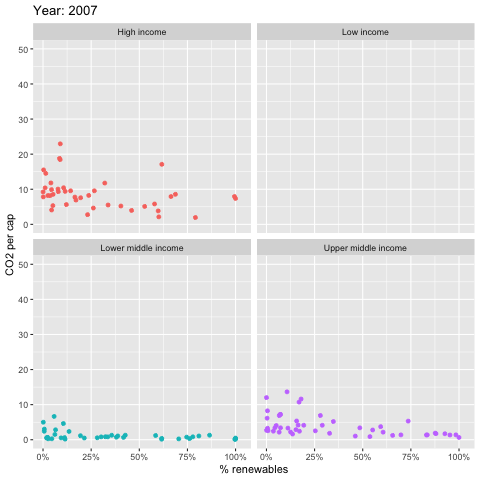 Year: 2007
High income
Low income
50
40
30
20
10
0
Lower middle income
Upper middle income
50
40
30
20
10
0
CO2 per cap
0% 25% 50% 75% 100% 0% 25% 50% 75% 100%
% renewables